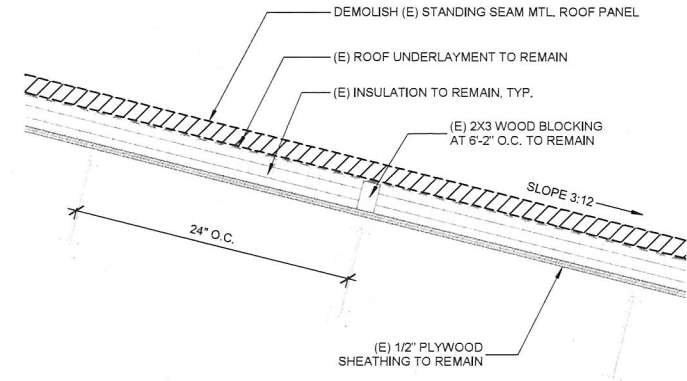 DEMOLISH (E) STANDING SEAM MTL. ROOF PANEL
(E) ROOF UNDERLAYMENT TO REMAIN
(E) INSULATION TO REMAIN, TYP.
(E) 2X3 WOOD BLOCKING
AT 6'-2" O.C. TO REMAIN
SLOPE 3:12
24" O.C.
(E) 1/2" PLYWOOD
SHEATHING TO REMAIN